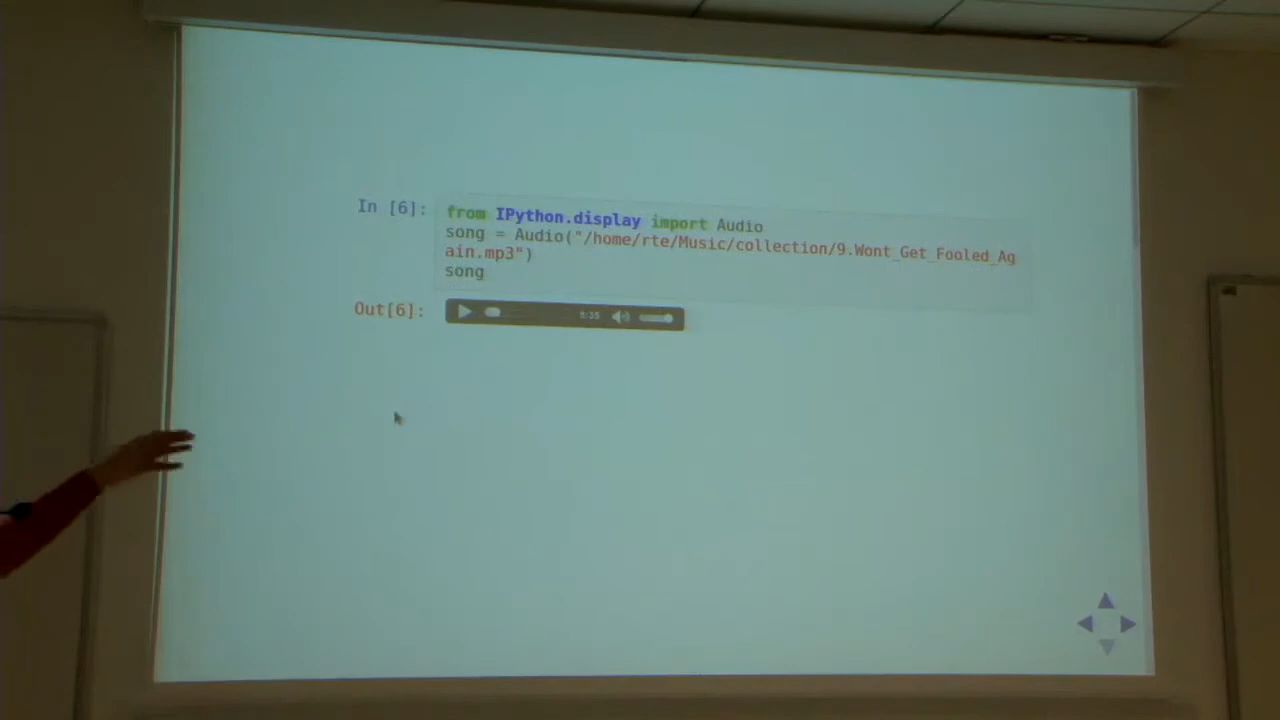 In [6]:
from IPython.display import Audio
song = Audio("/home/rte/Music/collection/9.Wont_Get_Fooled_Ag
ain.mp3")
song
Out[6]: